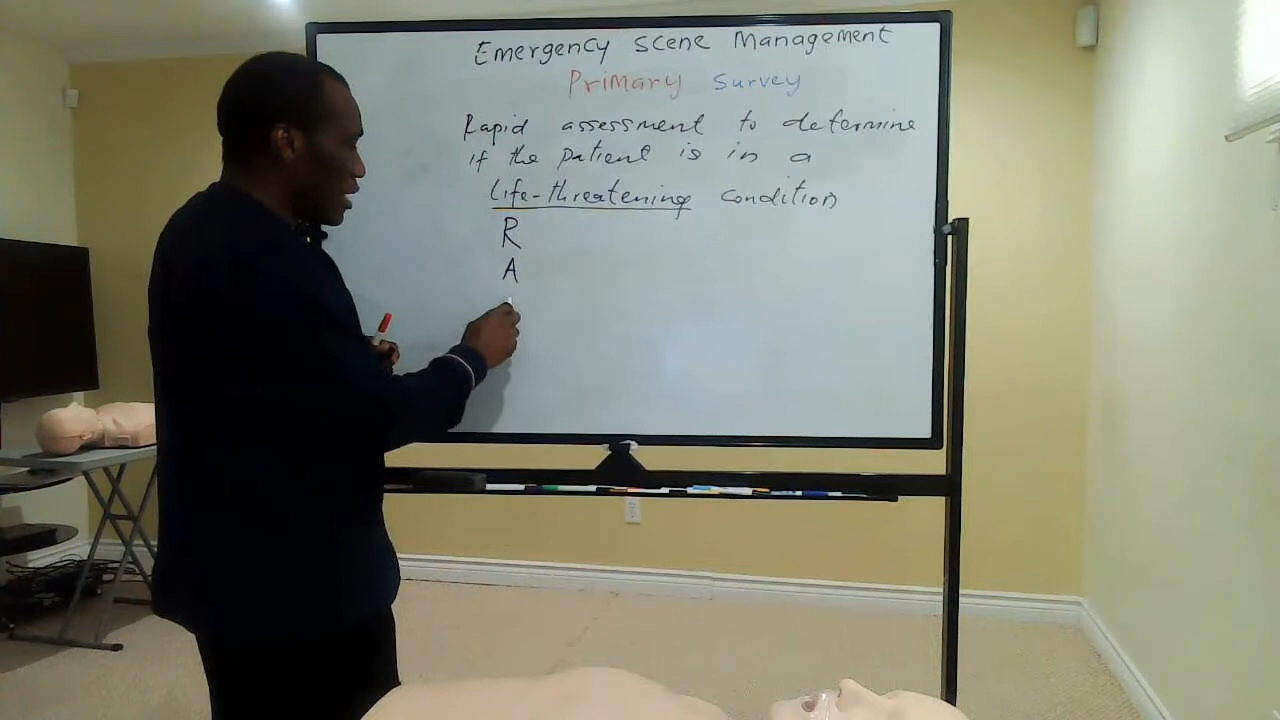 Emergency scene management
Primary survey
Rapid assessment to determine
if the patient is in a
life-threatening condition
R
A